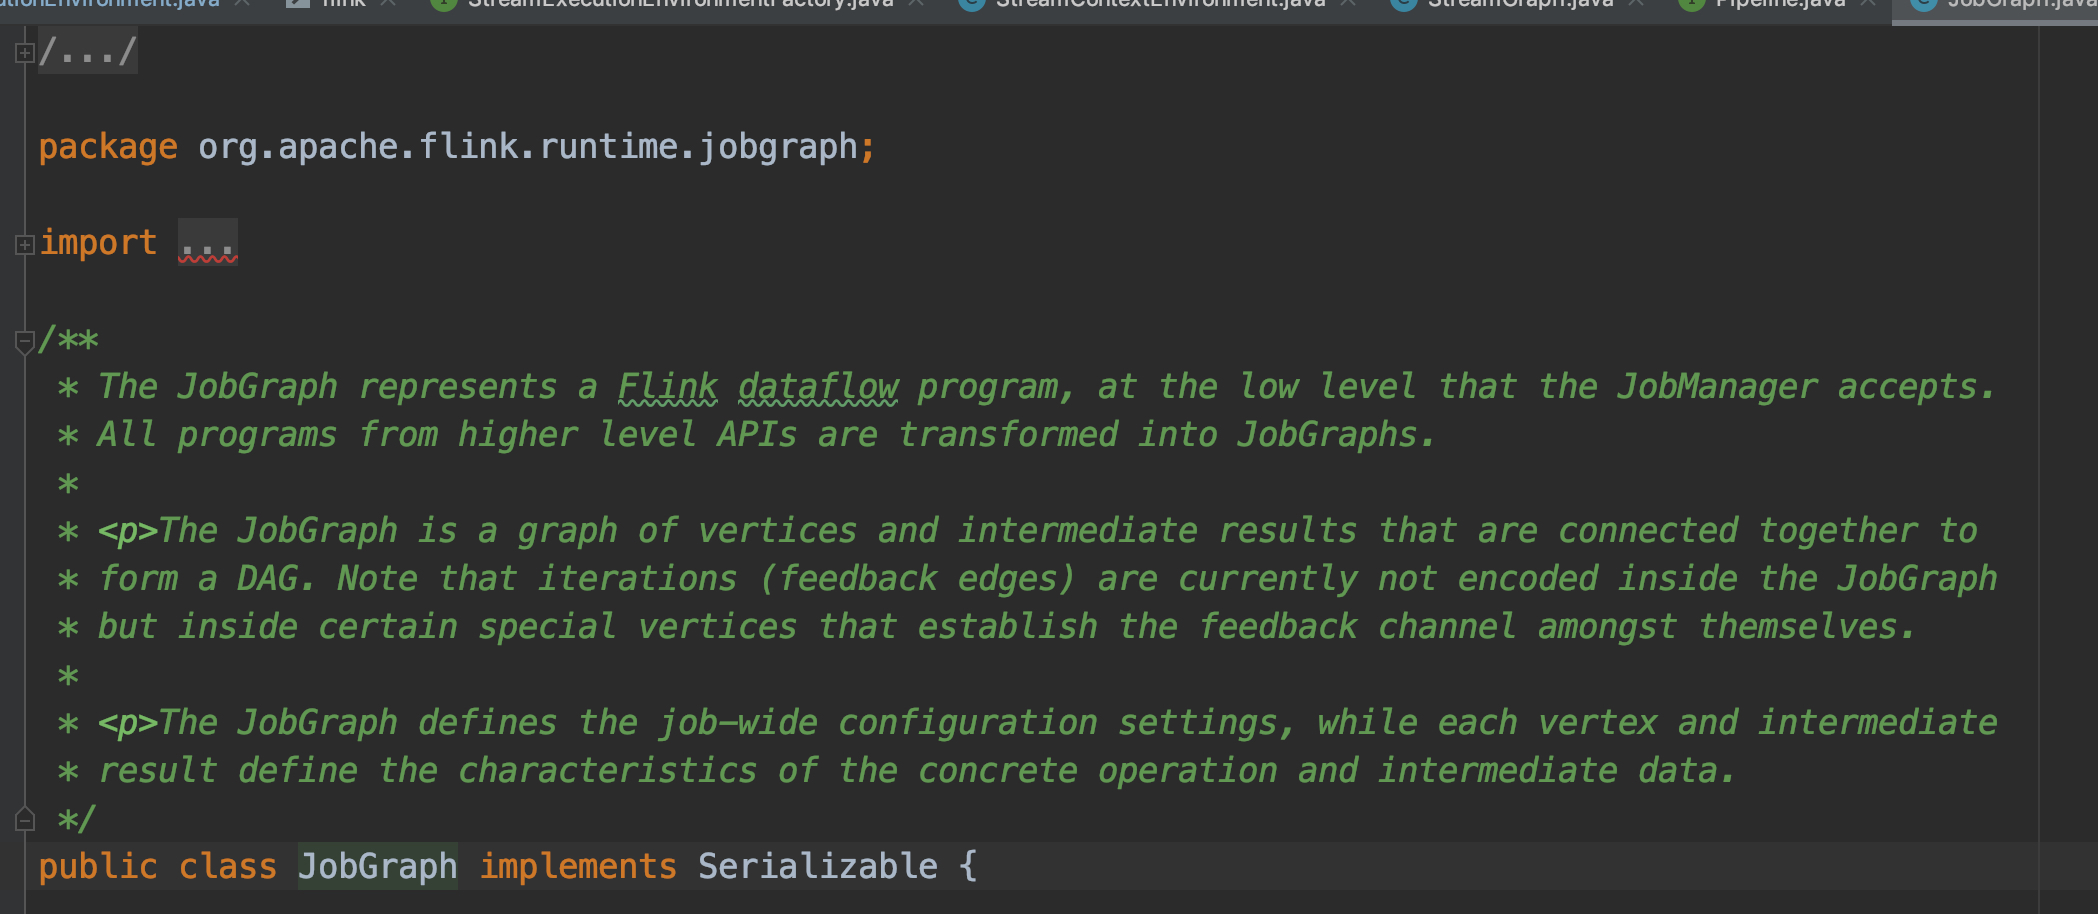 utionEnvironment.java flink StreamExecutionEnvironmentFactory.java StreamContextEnvironment.java StreamGraph.java Pipeline.java JobGraph.java
/.../
package org.apache.flink.runtime.jobgraph;
import ...
/**
* The JobGraph represents a Flink dataflow program, at the low level that the JobManager accepts.
* All programs from higher level APIs are transformed into JobGraphs.
*
* <p>The JobGraph is a graph of vertices and intermediate results that are connected together to
* form a DAG. Note that iterations (feedback edges) are currently not encoded inside the JobGraph
* but inside certain special vertices that establish the feedback channel amongst themselves.
*
* <p>The JobGraph defines the job-wide configuration settings, while each vertex and intermediate
* result define the characteristics of the concrete operation and intermediate data.
*/
public class JobGraph implements Serializable {